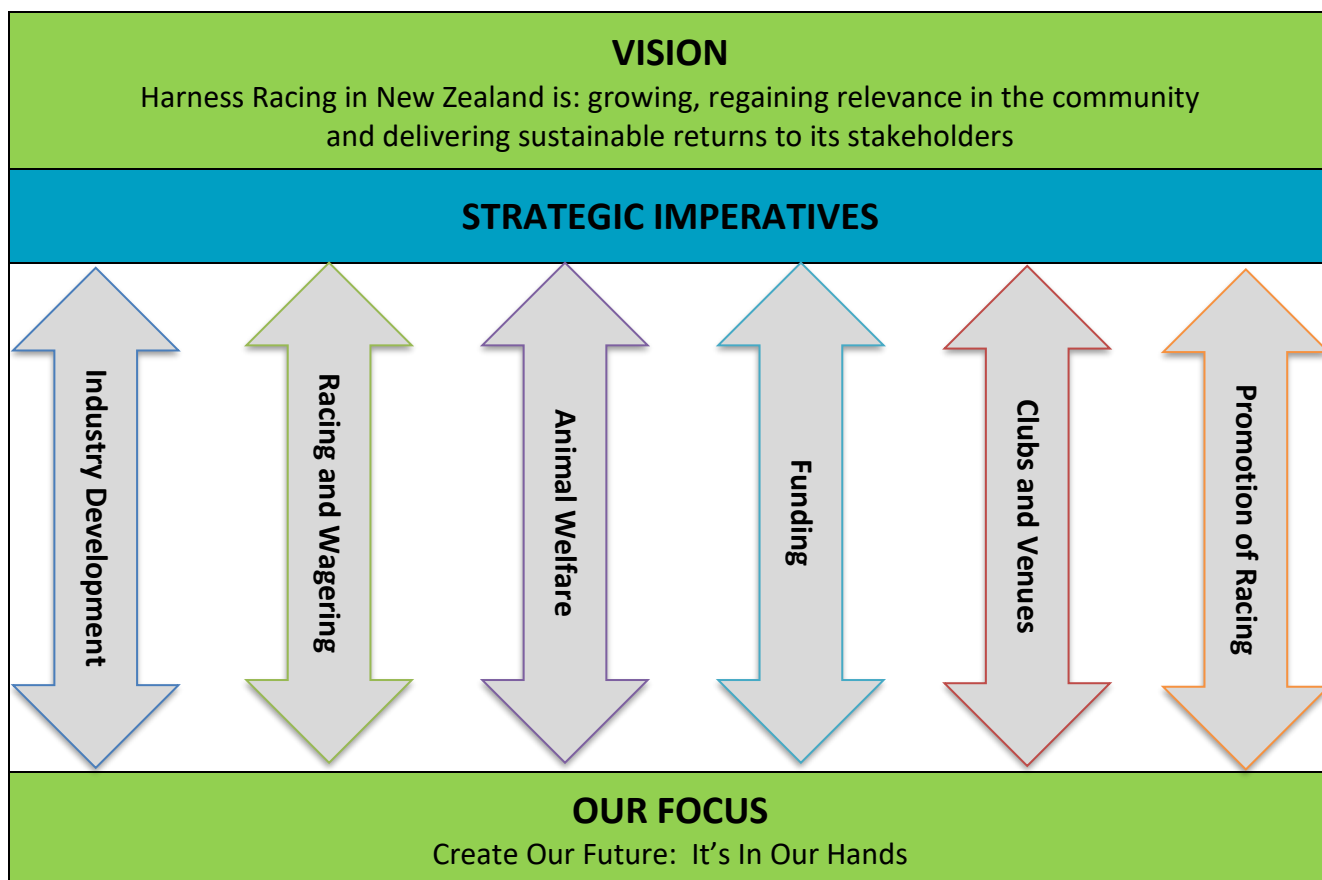 VISION
Harness Racing in New Zealand is: growing, regaining relevance in the community
and delivering sustainable returns to its stakeholders
STRATEGIC IMPERATIVES
Industry Development
Racing and Wagering
Animal Welfare
Funding
Clubs and Venues
Promotion of Racing
OUR FOCUS
Create Our Future:  It’s In Our Hands